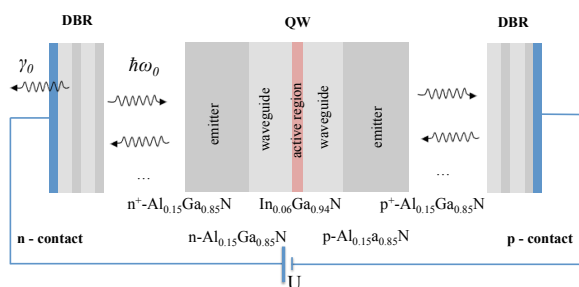 DBR QW DBR
γ₀ ħω₀
emitter waveguide active region waveguide emitter
... ...
n⁺-Al₀.₁₅Ga₀.₈₅N In₀.₀₆Ga₀.₉₄N p⁺-Al₀.₁₅Ga₀.₈₅N
n - contact n-Al₀.₁₅Ga₀.₈₅N p-Al₀.₁₅a₀.₈₅N p - contact
U